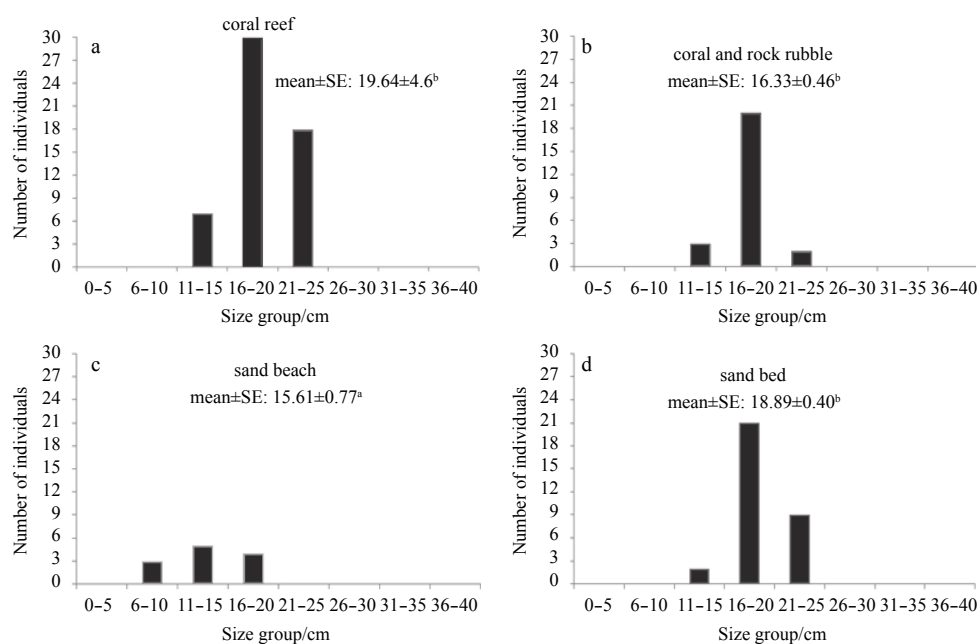 coral reef
a
mean±SE: 19.64±4.6ᵇ
Number of individuals
30
27
24
21
18
15
12
9
6
3
0
0–5 6–10 11–15 16–20 21–25 26–30 31–35 36–40
Size group/cm
b
coral and rock rubble
mean±SE: 16.33±0.46ᵇ
Number of individuals
30
27
24
21
18
15
12
9
6
3
0
0–5 6–10 11–15 16–20 21–25 26–30 31–35 36–40
Size group/cm
c
sand beach
mean±SE: 15.61±0.77ᵃ
Number of individuals
30
27
24
21
18
15
12
9
6
3
0
0–5 6–10 11–15 16–20 21–25 26–30 31–35 36–40
Size group/cm
d
sand bed
mean±SE: 18.89±0.40ᵇ
Number of individuals
30
27
24
21
18
15
12
9
6
3
0
0–5 6–10 11–15 16–20 21–25 26–30 31–35 36–40
Size group/cm